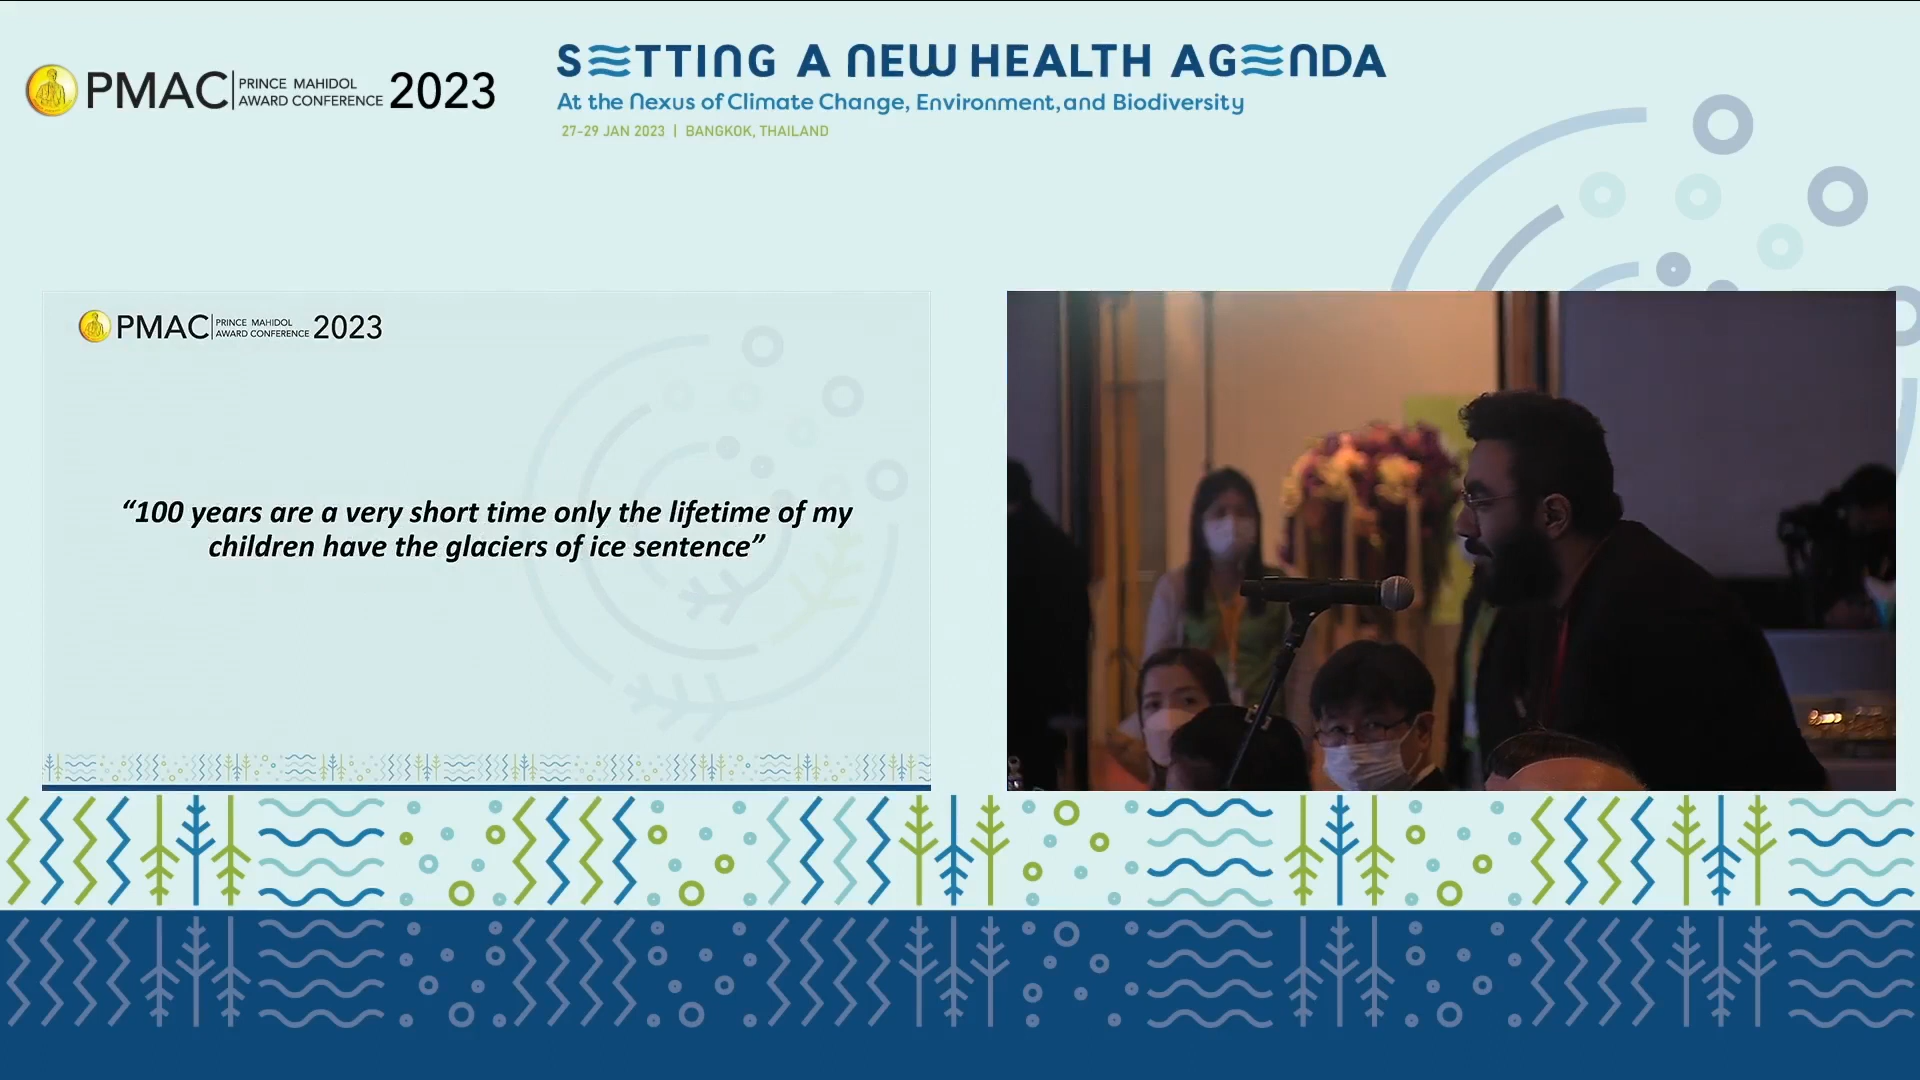 PMAC PRINCE MAHIDOL AWARD CONFERENCE 2023
SETTING A NEW HEALTH AGENDA
At the Nexus of Climate Change, Environment, and Biodiversity
27-29 JAN 2023 | BANGKOK, THAILAND
PMAC PRINCE MAHIDOL AWARD CONFERENCE 2023
“100 years are a very short time only the lifetime of my
children have the glaciers of ice sentence”